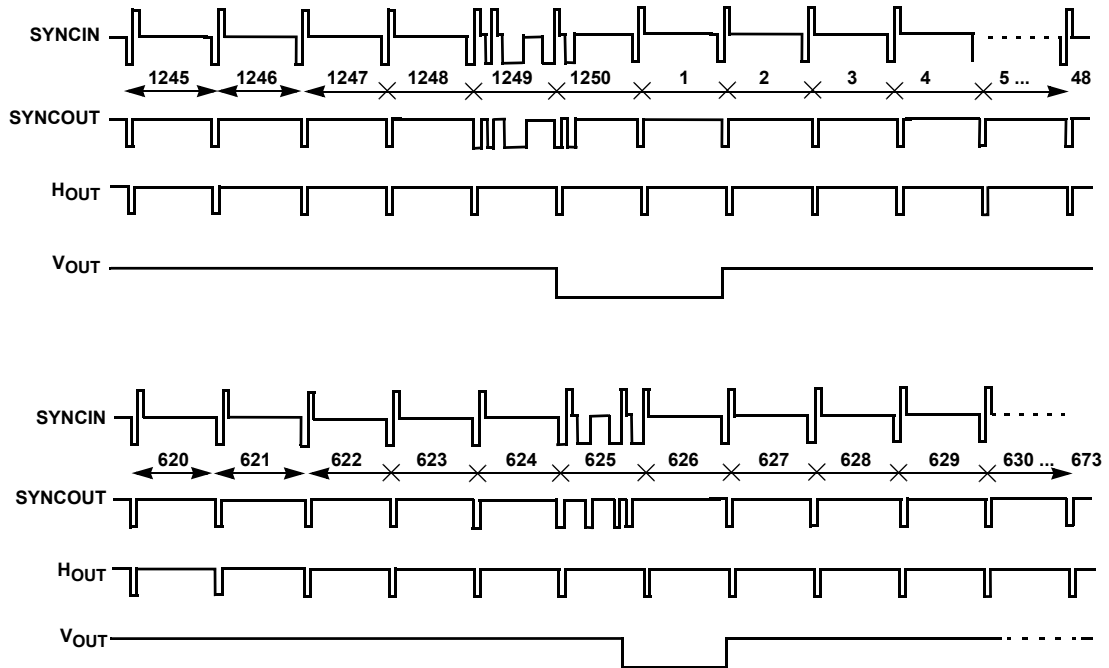 SYNCIN
1245 1246 1247 1248 1249 1250 1 2 3 4 5 ... 48
SYNCOUT
HOUT
VOUT
SYNCIN
620 621 622 623 624 625 626 627 628 629 630 ... 673
SYNCOUT
HOUT
VOUT